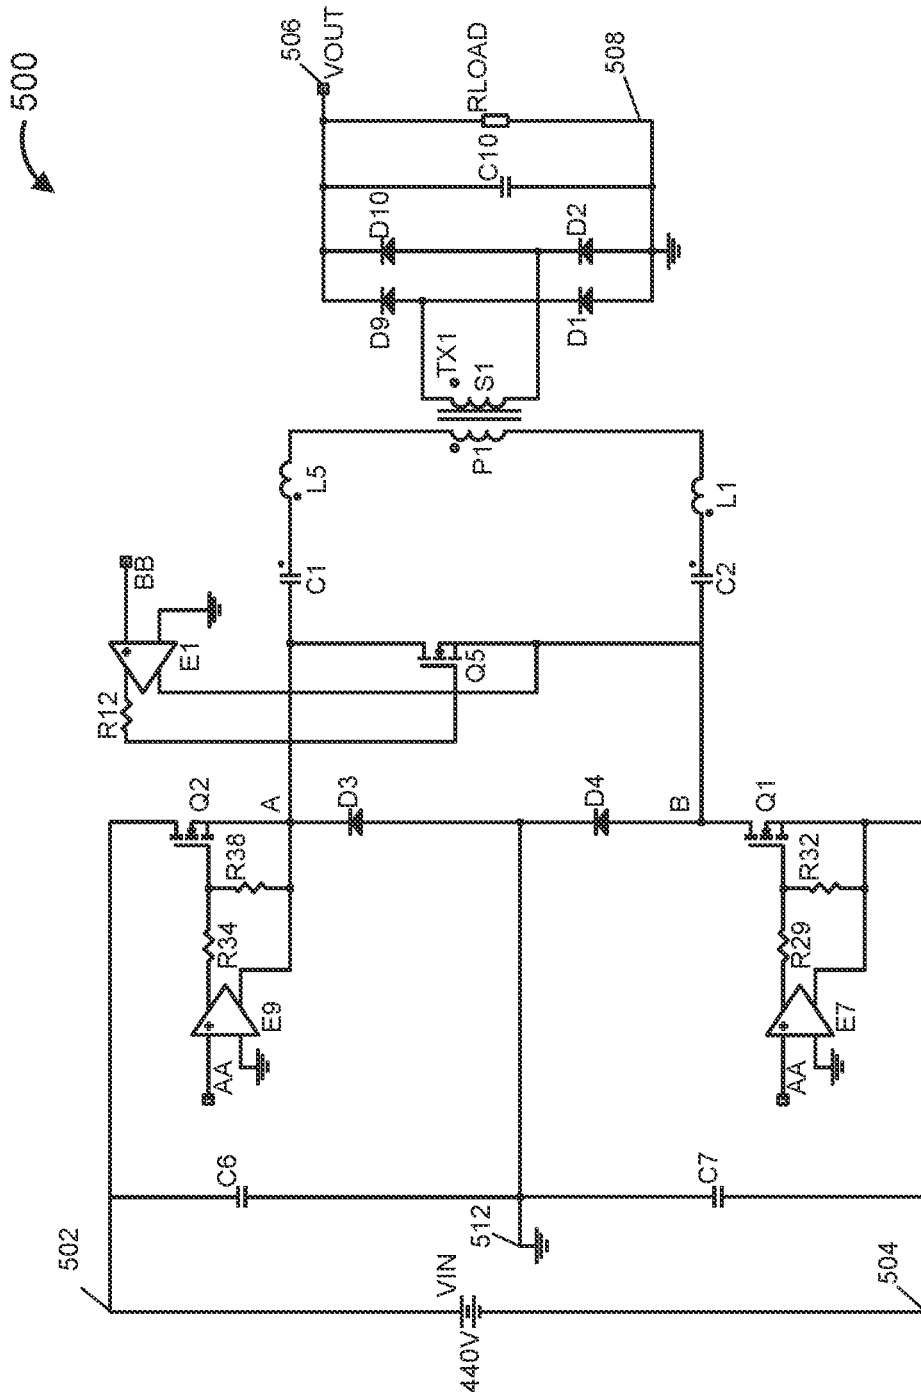 500
506
VOUT
RLOAD
508
C10
D10
D2
D9
D1
TX1
S1
P1
L5
L1
C1
C2
BB
E1
R12
Q5
Q2
A
D3
D4
B
Q1
R38
R34
E9
AA
R32
R29
E7
AA
C6
C7
502
512
VIN
440V
504